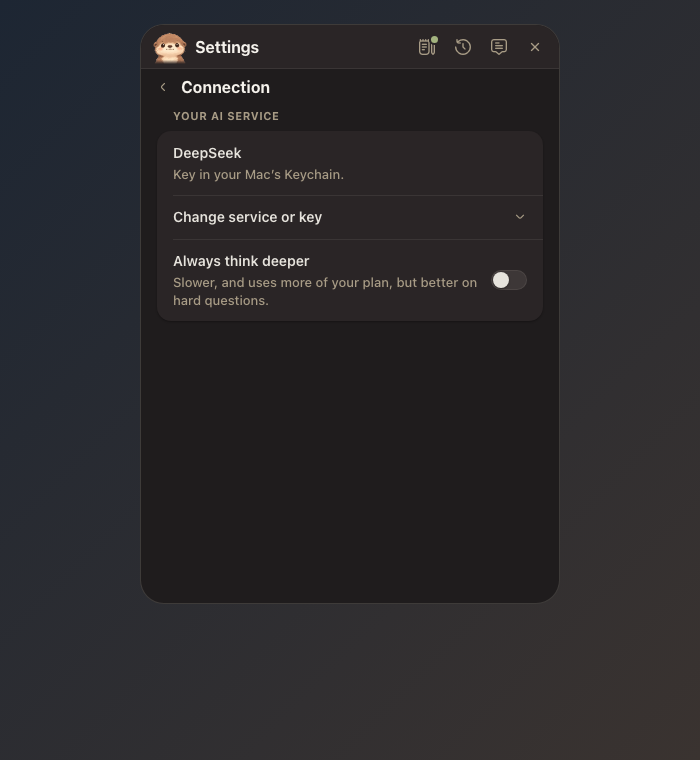 Settings
Connection
YOUR AI SERVICE
DeepSeek
Key in your Mac’s Keychain.
Change service or key
Always think deeper
Slower, and uses more of your plan, but better on
hard questions.